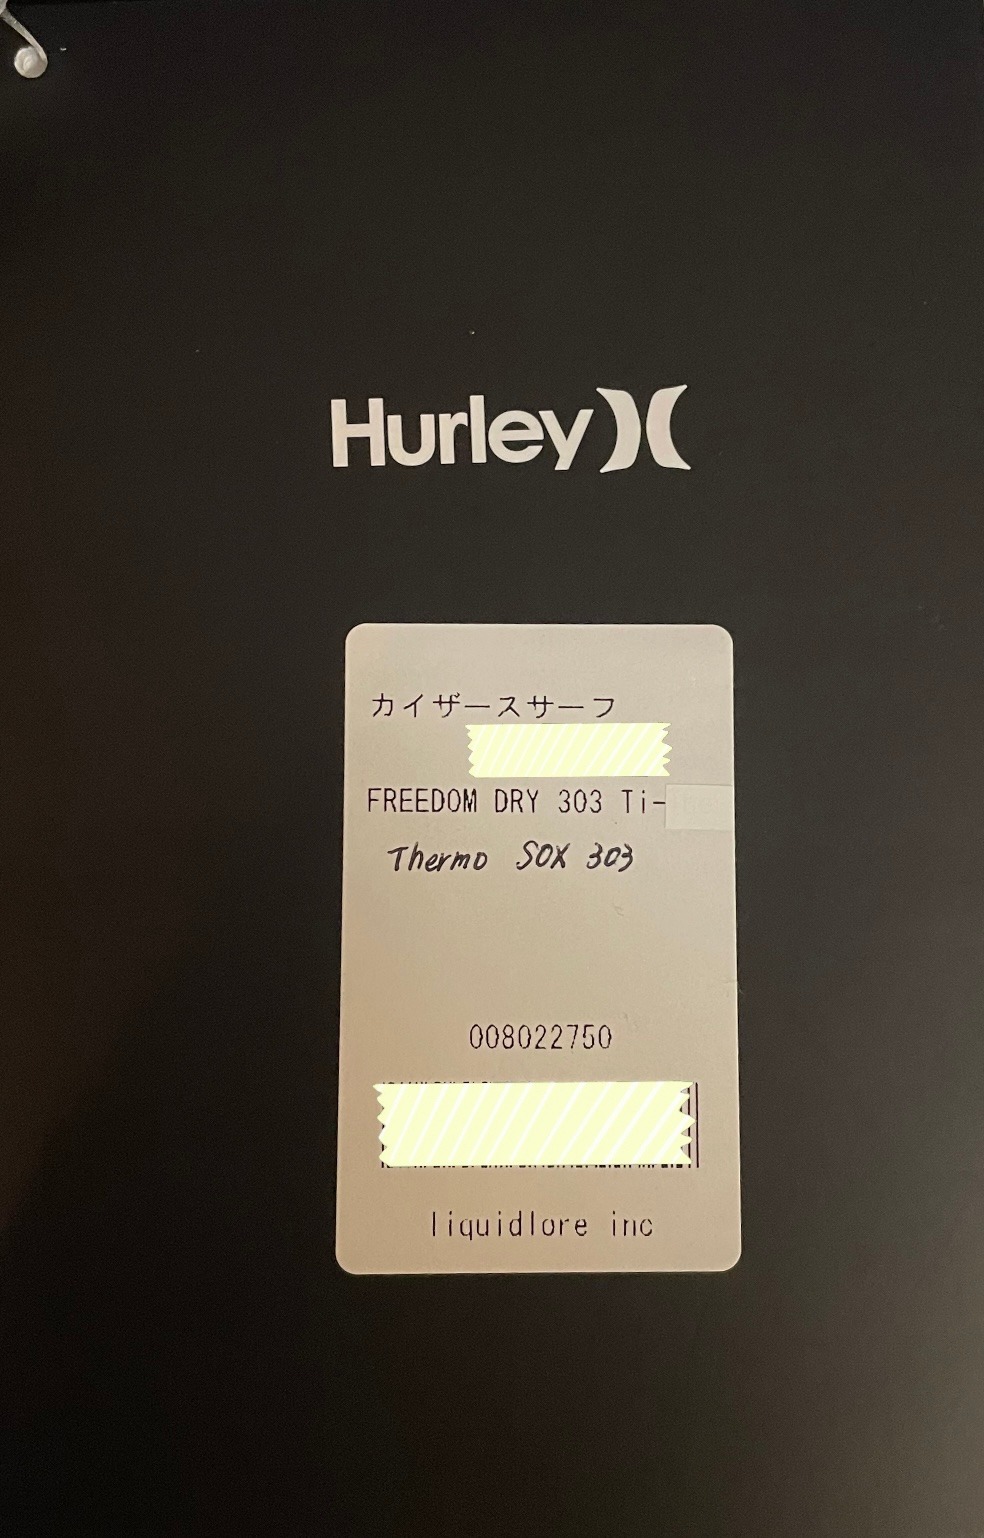 Hurley
カイザースサーフ
FREEDOM DRY 303 Ti-
Thermo SOX 303
008022750
liquidlore inc